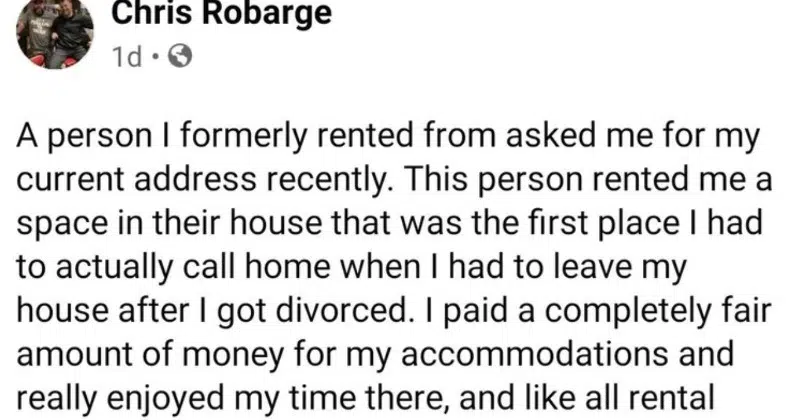 Chris Robarge
1d •
A person I formerly rented from asked me for my
current address recently. This person rented me a
space in their house that was the first place I had
to actually call home when I had to leave my
house after I got divorced. I paid a completely fair
amount of money for my accommodations and
really enjoyed my time there, and like all rental